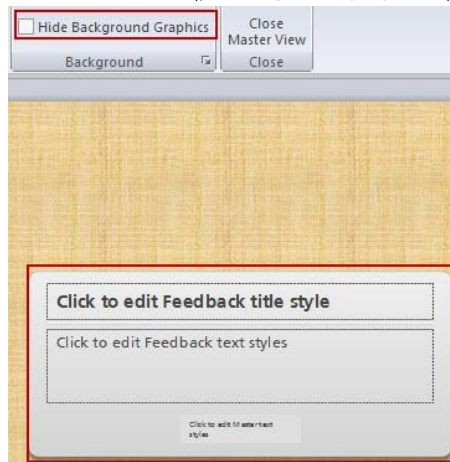 Hide Background Graphics
Close
Master View
Background
Close
Click to edit Feedback title style
Click to edit Feedback text styles
Click to edit Master text
styles